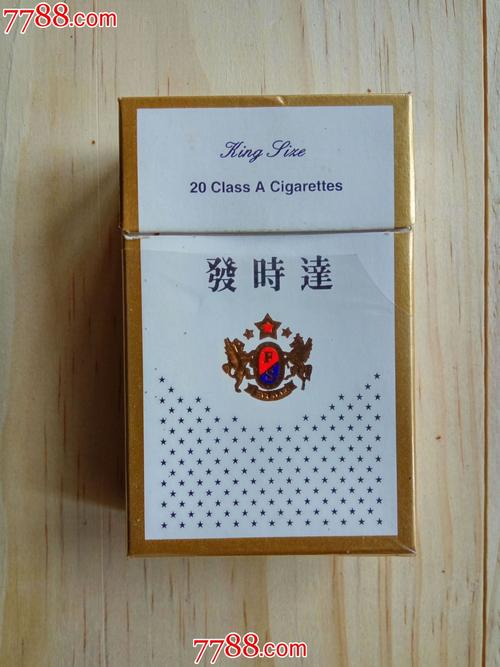 7788.com
King Size
20 Class A Cigarettes
發時達
F
S
7788.com